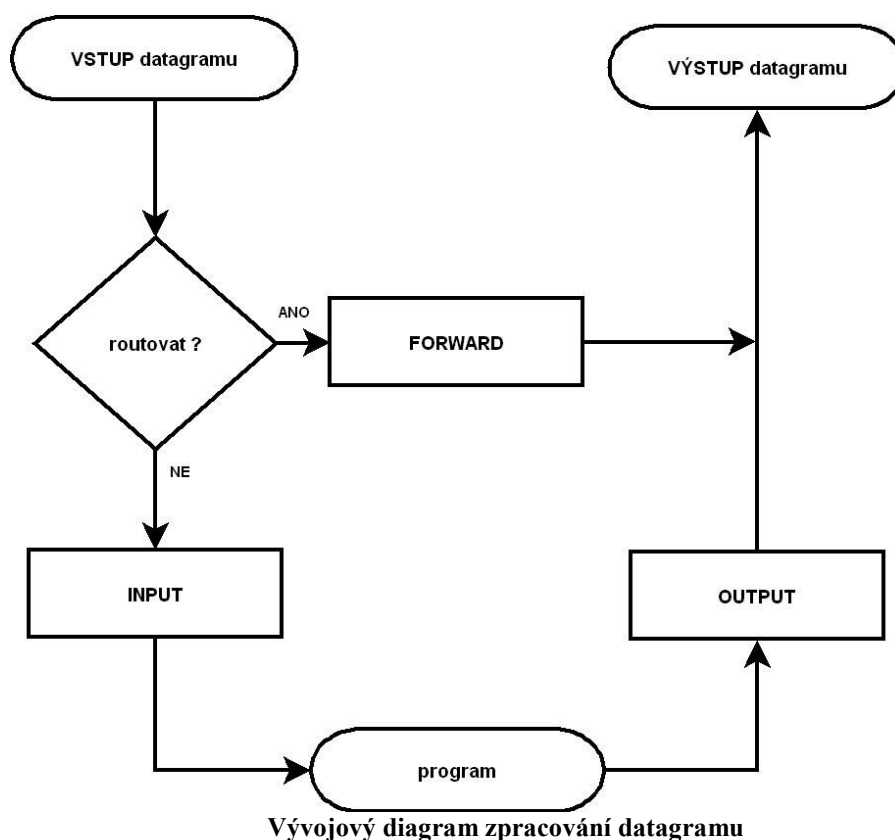 VSTUP datagramu
VÝSTUP datagramu
routovat ?
ANO
FORWARD
NE
INPUT
OUTPUT
program
Vývojový diagram zpracování datagramu